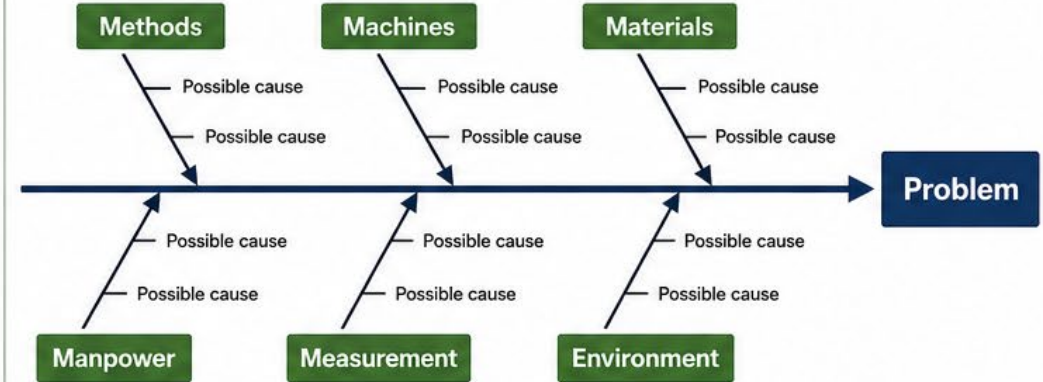 Methods
Machines
Materials
Possible cause
Possible cause
Possible cause
Possible cause
Possible cause
Possible cause
Problem
Possible cause
Possible cause
Possible cause
Possible cause
Possible cause
Possible cause
Manpower
Measurement
Environment